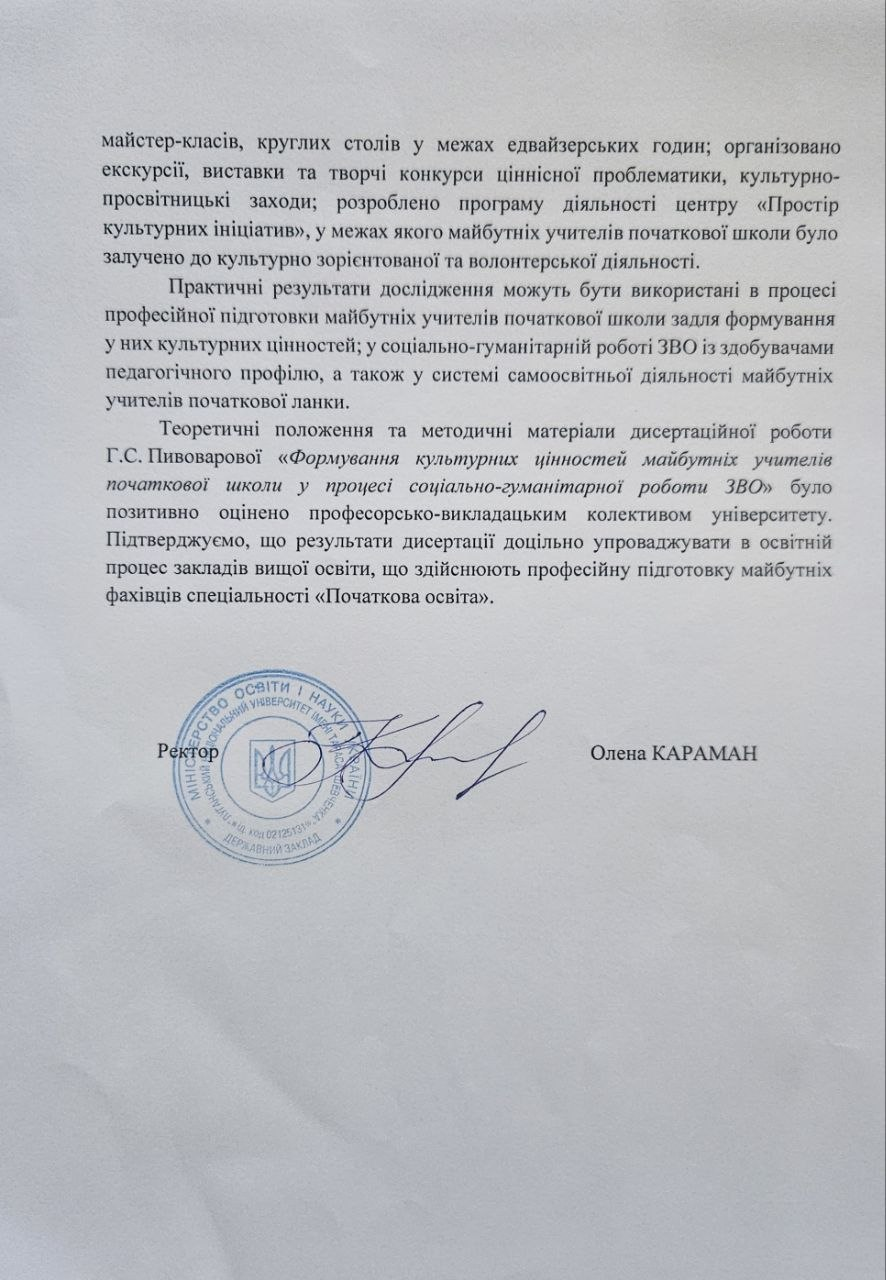 майстер-класів, круглих столів у межах едвайзерських годин; організовано
екскурсії, виставки та творчі конкурси ціннісної проблематики, культурно-
просвітницькі заходи; розроблено програму діяльності центру «Простір
культурних ініціатив», у межах якого майбутніх учителів початкової школи було
залучено до культурно зорієнтованої та волонтерської діяльності.
Практичні результати дослідження можуть бути використані в процесі
професійної підготовки майбутніх учителів початкової школи задля формування
у них культурних цінностей; у соціально-гуманітарній роботі ЗВО із здобувачами
педагогічного профілю, а також у системі самоосвітньої діяльності майбутніх
учителів початкової ланки.
Теоретичні положення та методичні матеріали дисертаційної роботи
Г.С. Пивоварової «Формування культурних цінностей майбутніх учителів
початкової школи у процесі соціально-гуманітарної роботи ЗВО» було
позитивно оцінено професорсько-викладацьким колективом університету.
Підтверджуємо, що результати дисертації доцільно упроваджувати в освітній
процес закладів вищої освіти, що здійснюють професійну підготовку майбутніх
фахівців спеціальності «Початкова освіта».
МІНІСТЕРСТВО ОСВІТИ І НАУКИ УКРАЇНИ
ДЕРЖАВНИЙ ЗАКЛАД
Ректор
Олена КАРАМАН